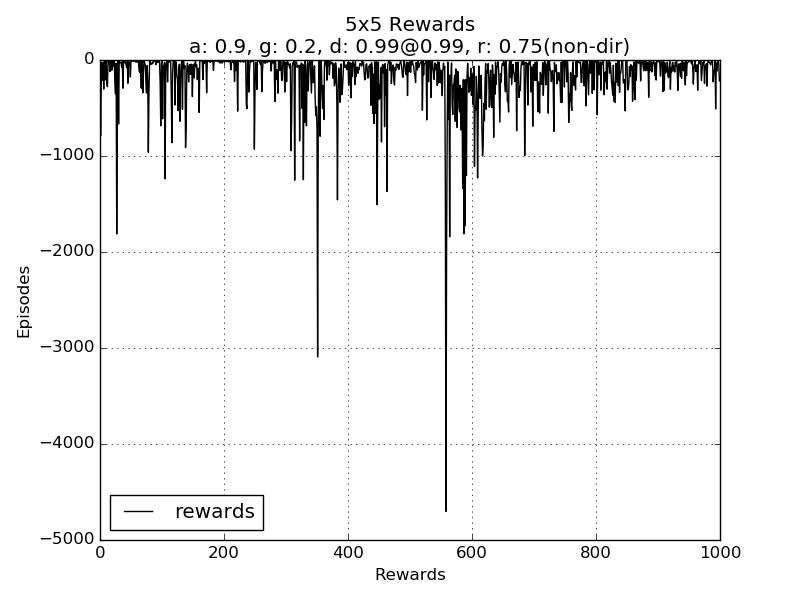 5x5 Rewards
a: 0.9, g: 0.2, d: 0.99@0.99, r: 0.75(non-dir)
0
−1000
−2000
−3000
−4000
−5000
Episodes
rewards
0 200 400 600 800 1000
Rewards